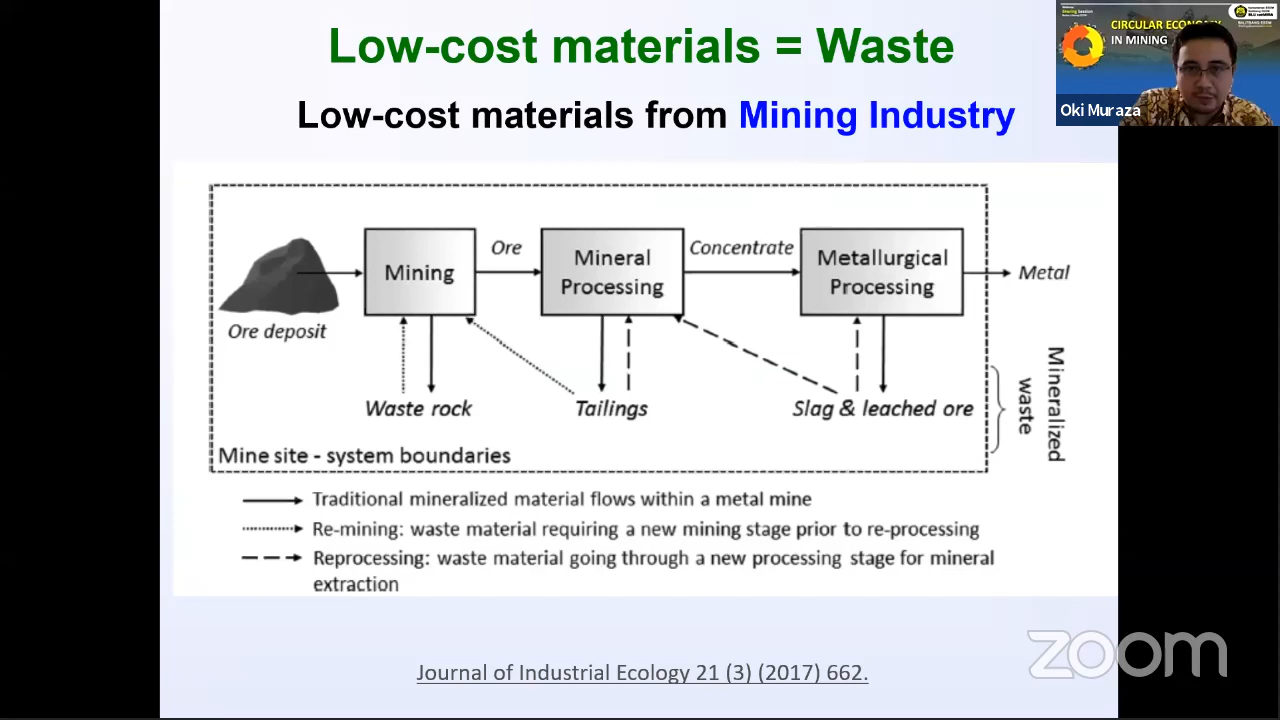 Low-cost materials = Waste
Low-cost materials from Mining Industry
CIRCULAR ECONOMY
IN MINING
Oki Muraza
Ore deposit
Mining
Ore
Mineral
Processing
Concentrate
Metallurgical
Processing
Metal
Waste rock
Tailings
Slag & leached ore
Mineralized
waste
Mine site - system boundaries
Traditional mineralized material flows within a metal mine
Re-mining: waste material requiring a new mining stage prior to re-processing
Reprocessing: waste material going through a new processing stage for mineral
extraction
Journal of Industrial Ecology 21 (3) (2017) 662.
zoom